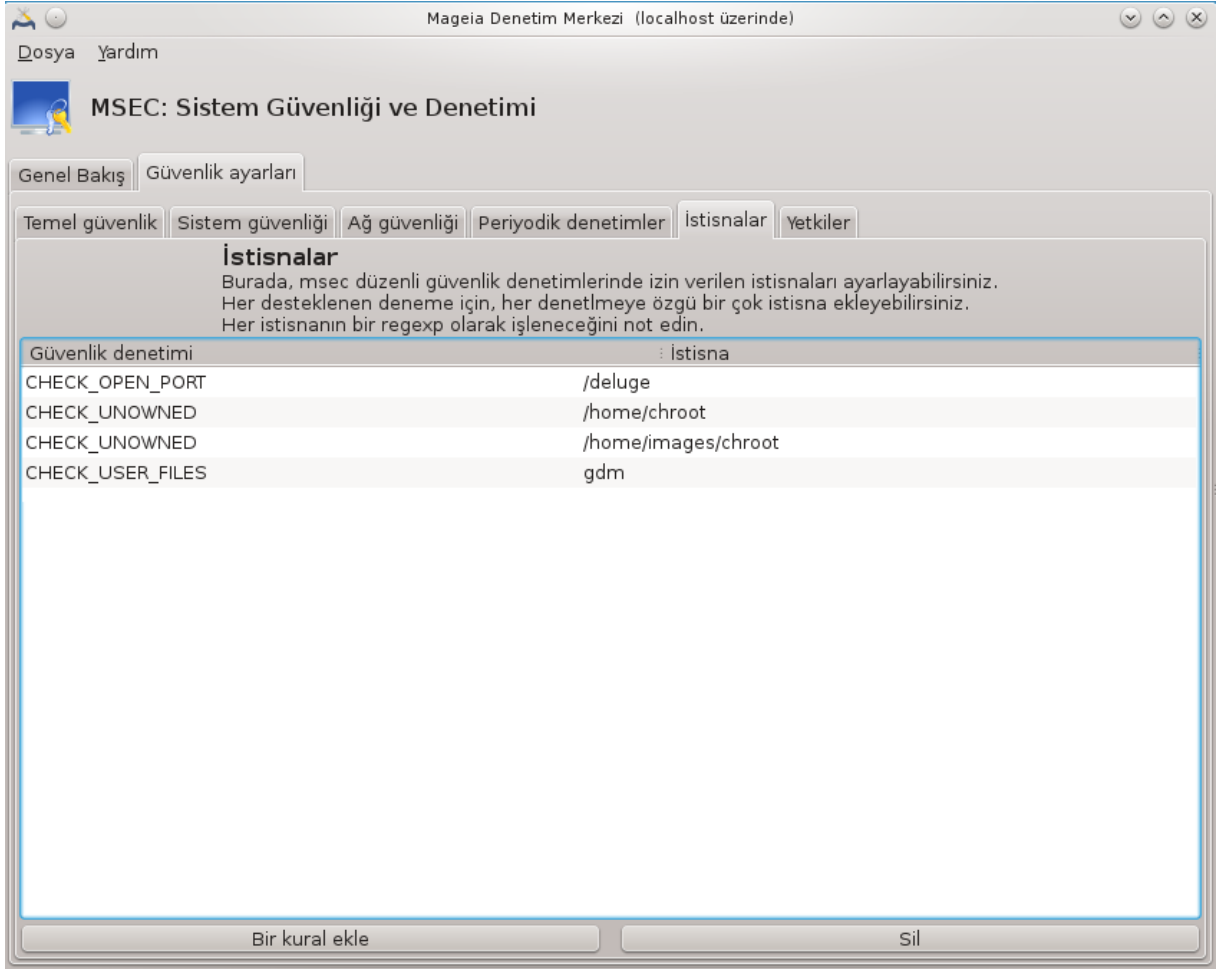 Mageia Denetim Merkezi (localhost üzerinde)
Dosya Yardım
MSEC: Sistem Güvenliği ve Denetimi
Genel Bakış Güvenlik ayarları
Temel güvenlik Sistem güvenliği Ağ güvenliği Periyodik denetimler İstisnalar Yetkiler
İstisnalar
Burada, msec düzenli güvenlik denetimlerinde izin verilen istisnaları ayarlayabilirsiniz.
Her desteklenen deneme için, her denetlmeye özgü bir çok istisna ekleyebilirsiniz.
Her istisnanın bir regexp olarak işleneceğini not edin.
Güvenlik denetimi İstisna
CHECK_OPEN_PORT /deluge
CHECK_UNOWNED /home/chroot
CHECK_UNOWNED /home/images/chroot
CHECK_USER_FILES gdm
Bir kural ekle Sil